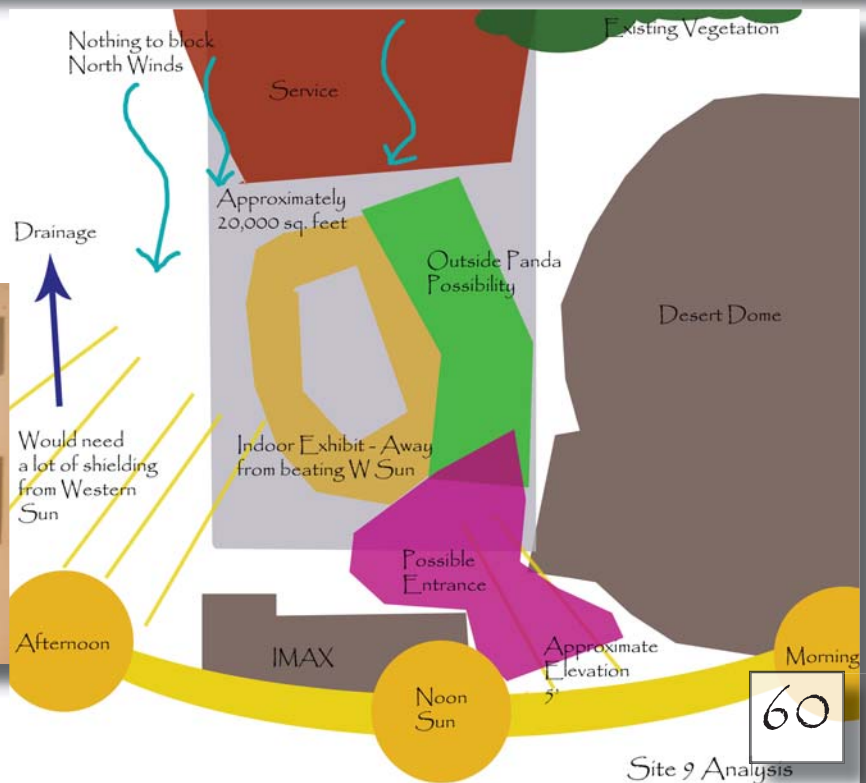 Nothing to block
North Winds
Existing Vegetation
Service
Approximately
20,000 sq. feet
Drainage
Outside Panda
Possibility
Desert Dome
Would need
a lot of shielding
from Western
Sun
Indoor Exhibit - Away
from beating W Sun
Possible
Entrance
Afternoon
IMAX
Approximate
Elevation
5'
Morning
Noon
Sun
60
Site 9 Analysis